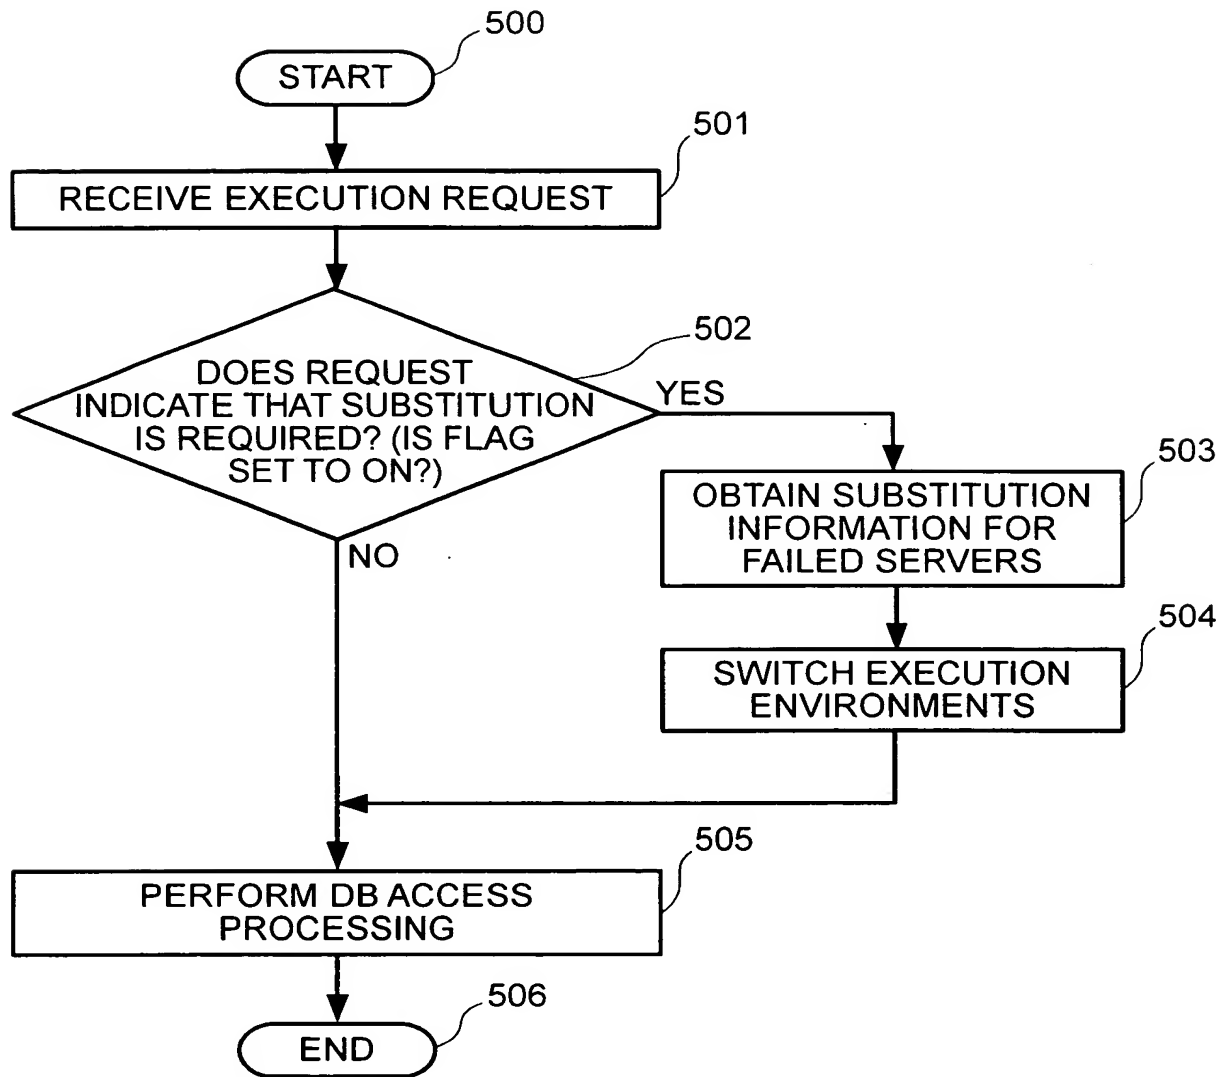 500
START
501
RECEIVE EXECUTION REQUEST
502
DOES REQUEST
INDICATE THAT SUBSTITUTION
IS REQUIRED? (IS FLAG
SET TO ON?)
YES
NO
503
OBTAIN SUBSTITUTION
INFORMATION FOR
FAILED SERVERS
504
SWITCH EXECUTION
ENVIRONMENTS
505
PERFORM DB ACCESS
PROCESSING
506
END